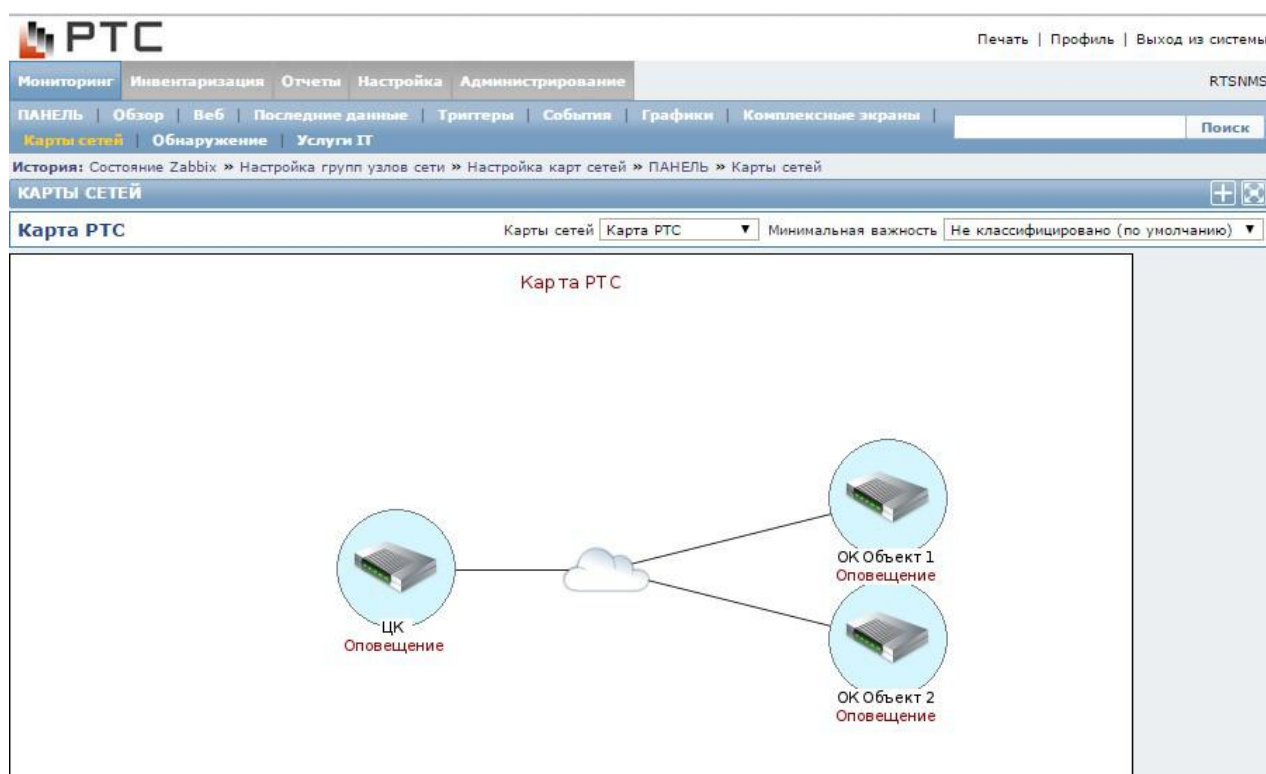 РТС
Печать | Профиль | Выход из системы
Мониторинг Инвентаризация Отчеты Настройка Администрирование
RTSNMS
ПАНЕЛЬ | Обзор | Веб | Последние данные | Триггеры | События | Графики | Комплексные экраны |
Карты сетей | Обнаружение | Услуги IT
Поиск
История: Состояние Zabbix » Настройка групп узлов сети » Настройка карт сетей » ПАНЕЛЬ » Карты сетей
КАРТЫ СЕТЕЙ
Карта РТС
Карты сетей Карта РТС Минимальная важность Не классифицировано (по умолчанию)
Карта РТС
ОК Объект 1
Оповещение
ЦК
Оповещение
ОК Объект 2
Оповещение